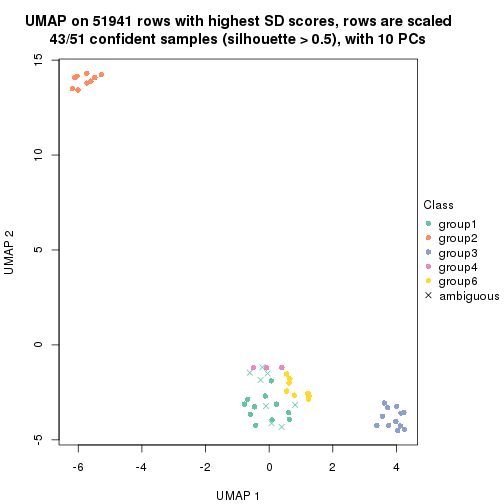 UMAP on 51941 rows with highest SD scores, rows are scaled
43/51 confident samples (silhouette > 0.5), with 10 PCs
15
10
5
0
-5
UMAP 2
-6
-4
-2
0
2
4
UMAP 1
Class
group1
group2
group3
group4
group6
ambiguous